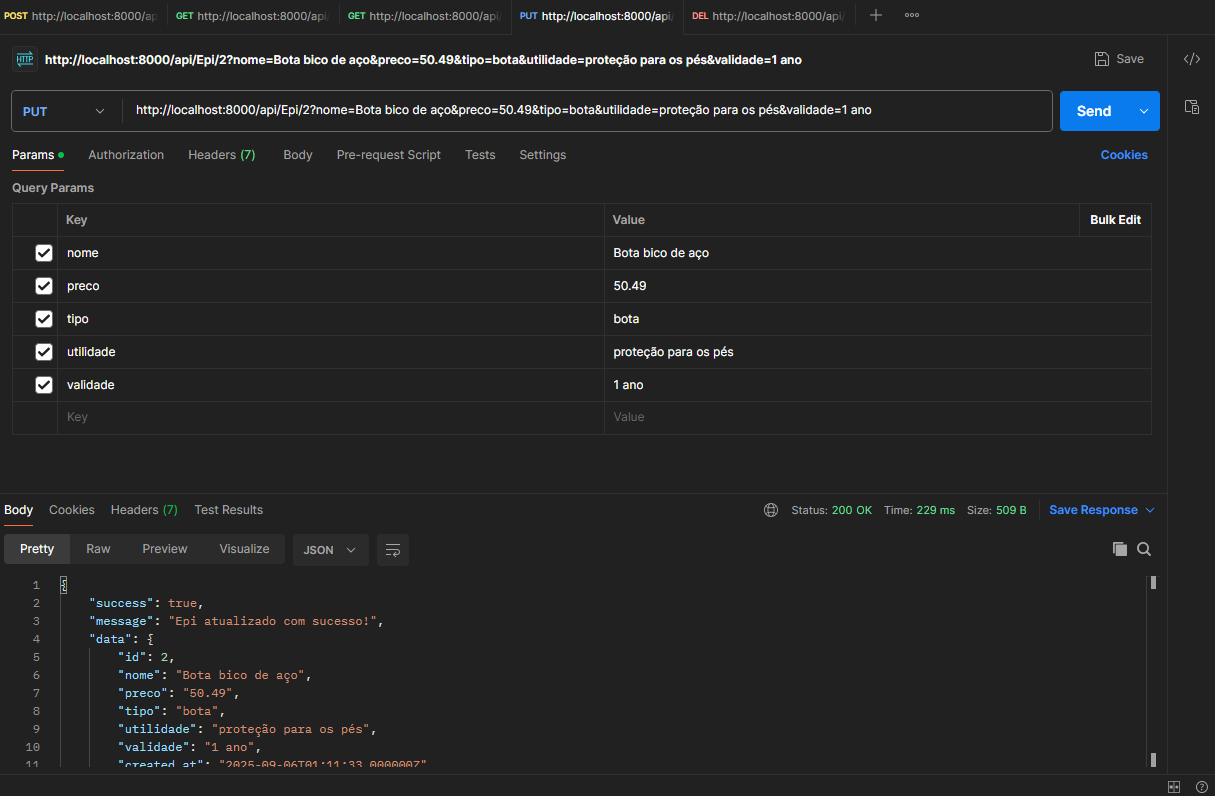 POST http://localhost:8000/ap GET http://localhost:8000/api/ GET http://localhost:8000/api/ PUT http://localhost:8000/api/ DEL http://localhost:8000/api/
HTTP http://localhost:8000/api/Epi/2?nome=Bota bico de aço&preco=50.49&tipo=bota&utilidade=proteção para os pés&validade=1 ano Save </>
PUT http://localhost:8000/api/Epi/2?nome=Bota bico de aço&preco=50.49&tipo=bota&utilidade=proteção para os pés&validade=1 ano Send
Params Authorization Headers (7) Body Pre-request Script Tests Settings Cookies
Query Params
Key Value Bulk Edit
nome Bota bico de aço
preco 50.49
tipo bota
utilidade proteção para os pés
validade 1 ano
Key Value
Body Cookies Headers (7) Test Results Status: 200 OK Time: 229 ms Size: 509 B Save Response
Pretty Raw Preview Visualize JSON
1 {
2 "success": true,
3 "message": "Epi atualizado com sucesso!",
4 "data": {
5 "id": 2,
6 "nome": "Bota bico de aço",
7 "preco": "50.49",
8 "tipo": "bota",
9 "utilidade": "proteção para os pés",
10 "validade": "1 ano",
11 "created_at": "2025-09-06T01:11:33.000000Z"